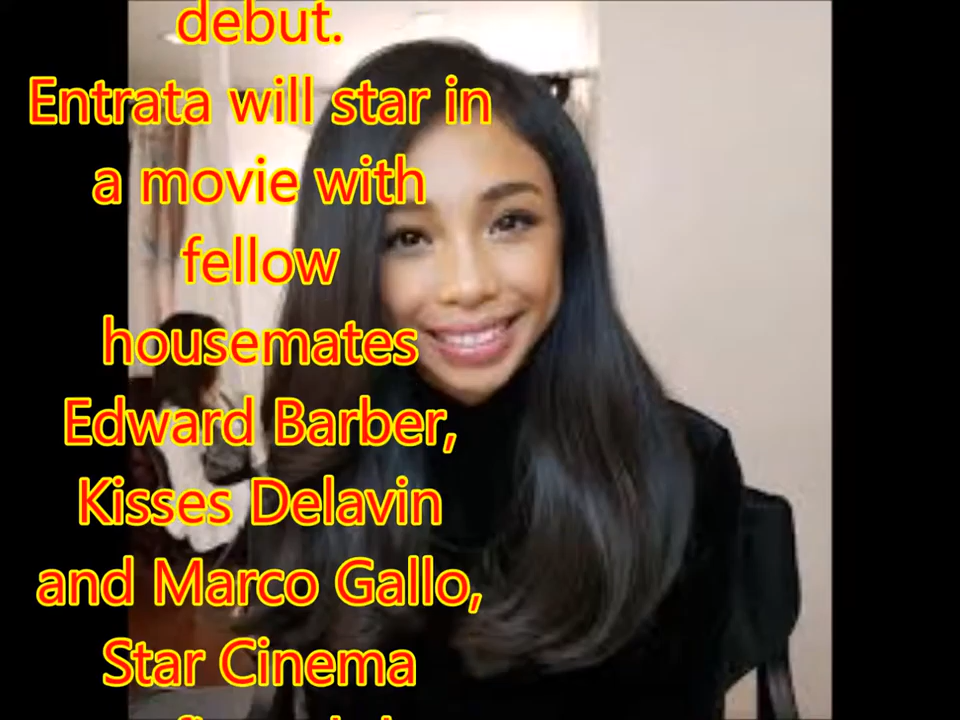 debut.
Entrata will star in
a movie with
fellow
housemates
Edward Barber,
Kisses Delavin
and Marco Gallo,
Star Cinema